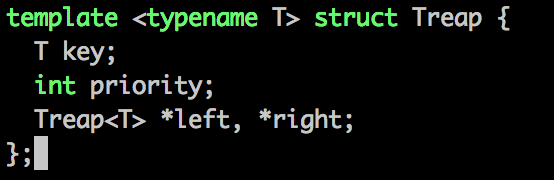 template <typename T> struct Treap {
  T key;
  int priority;
  Treap<T> *left, *right;
};